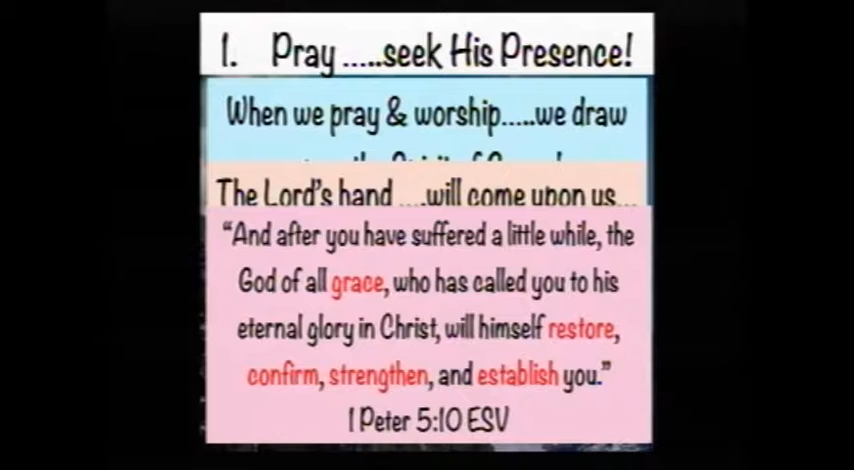 1. Pray .....seek His Presence!
When we pray & worship.....we draw
The Lord's hand ....will come upon us...
"And after you have suffered a little while, the
God of all grace, who has called you to his
eternal glory in Christ, will himself restore,
confirm, strengthen, and establish you."
1 Peter 5:10 ESV